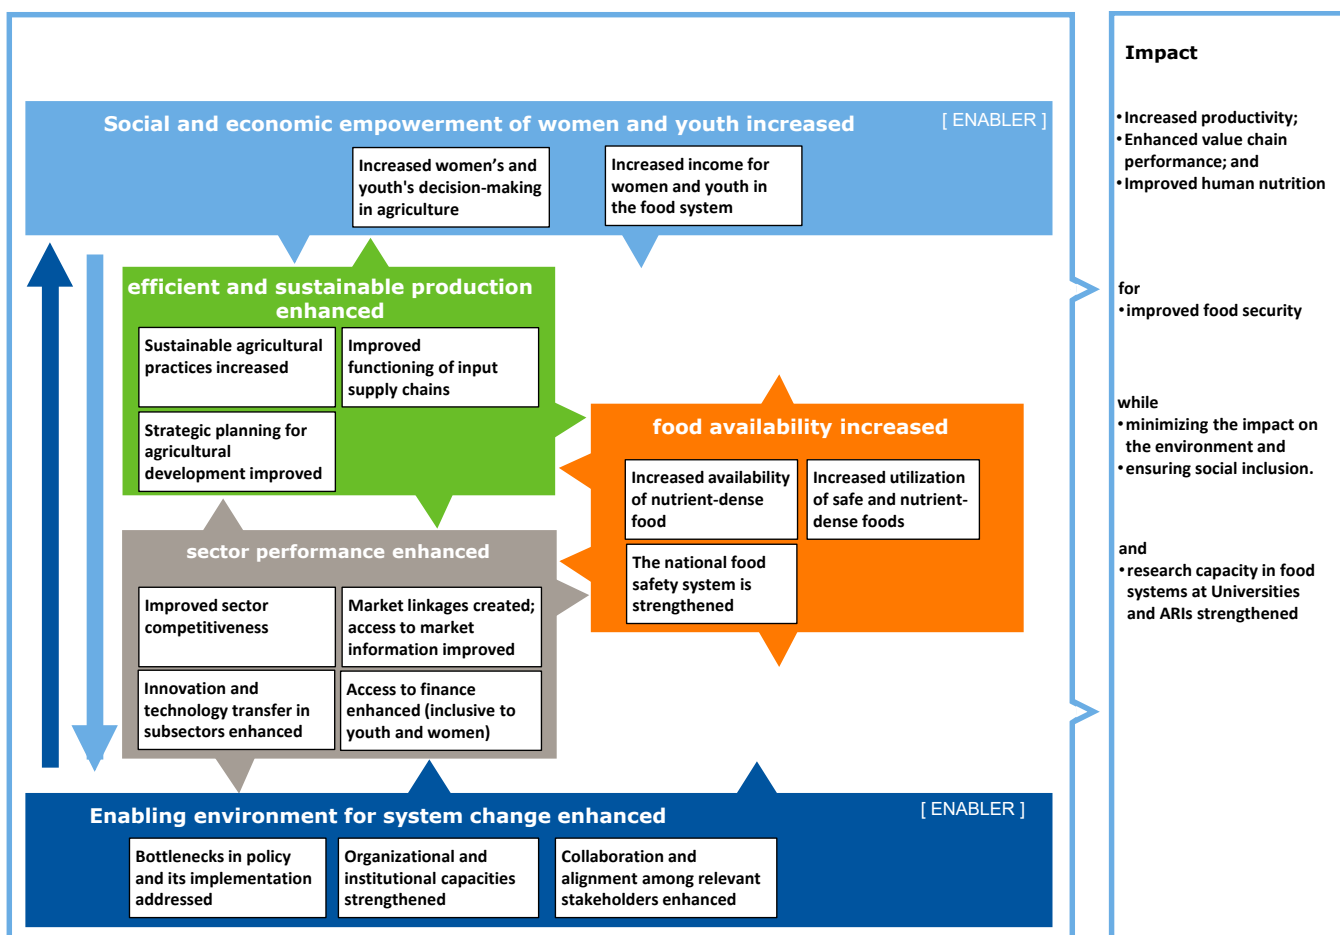 Social and economic empowerment of women and youth increased
[ ENABLER ]
Increased women’s and
youth's decision-making
in agriculture
Increased income for
women and youth in
the food system
efficient and sustainable production
enhanced
Sustainable agricultural
practices increased
Improved
functioning of input
supply chains
Strategic planning for
agricultural
development improved
food availability increased
Increased availability
of nutrient-dense
food
Increased utilization
of safe and nutrient-
dense foods
The national food
safety system is
strengthened
sector performance enhanced
Improved sector
competitiveness
Market linkages created;
access to market
information improved
Innovation and
technology transfer in
subsectors enhanced
Access to finance
enhanced (inclusive to
youth and women)
Enabling environment for system change enhanced
[ ENABLER ]
Bottlenecks in policy
and its implementation
addressed
Organizational and
institutional capacities
strengthened
Collaboration and
alignment among relevant
stakeholders enhanced
Impact
•Increased productivity;
•Enhanced value chain
performance; and
•Improved human nutrition
for
•improved food security
while
•minimizing the impact on
the environment and
•ensuring social inclusion.
and
•research capacity in food
systems at Universities
and ARIs strengthened